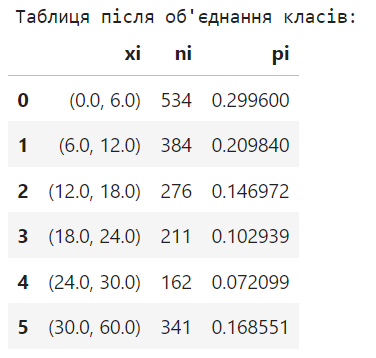 Таблиця після об'єднання класів:
xi ni pi
0 (0.0, 6.0) 534 0.299600
1 (6.0, 12.0) 384 0.209840
2 (12.0, 18.0) 276 0.146972
3 (18.0, 24.0) 211 0.102939
4 (24.0, 30.0) 162 0.072099
5 (30.0, 60.0) 341 0.168551